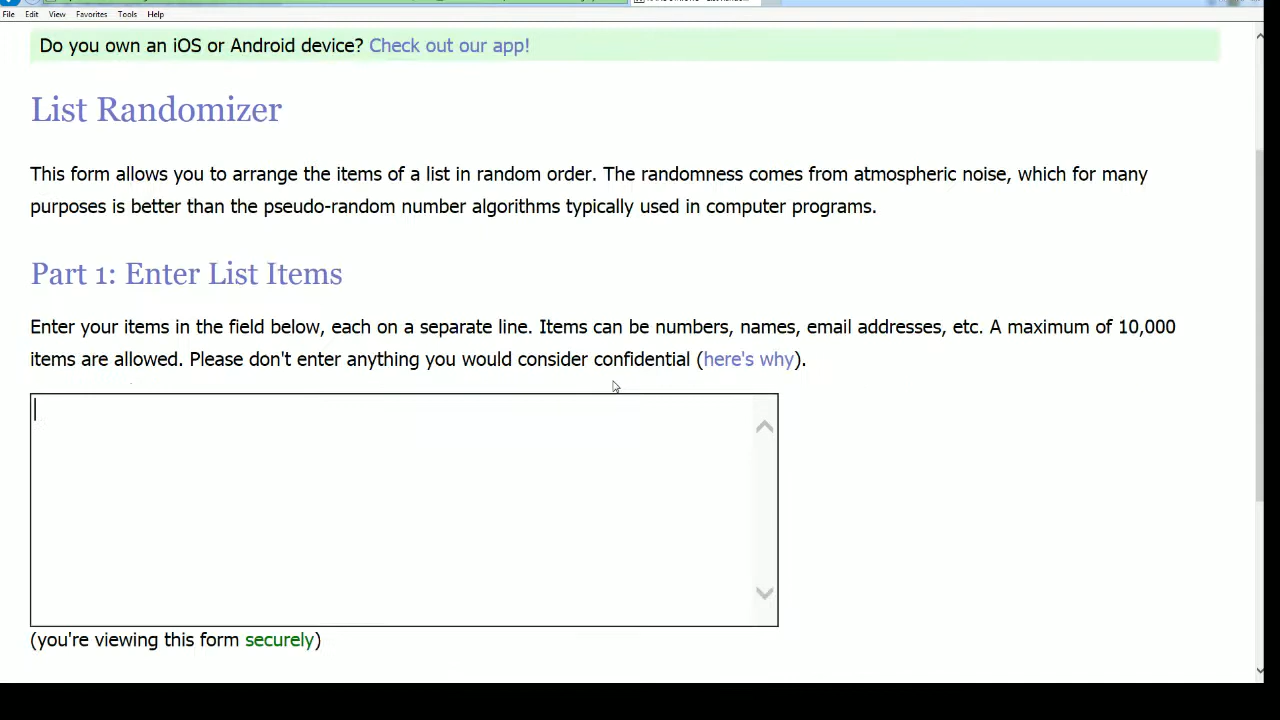 File Edit View Favorites Tools Help
Do you own an iOS or Android device? Check out our app!
List Randomizer
This form allows you to arrange the items of a list in random order. The randomness comes from atmospheric noise, which for many
purposes is better than the pseudo-random number algorithms typically used in computer programs.
Part 1: Enter List Items
Enter your items in the field below, each on a separate line. Items can be numbers, names, email addresses, etc. A maximum of 10,000
items are allowed. Please don't enter anything you would consider confidential (here's why).
(you're viewing this form securely)